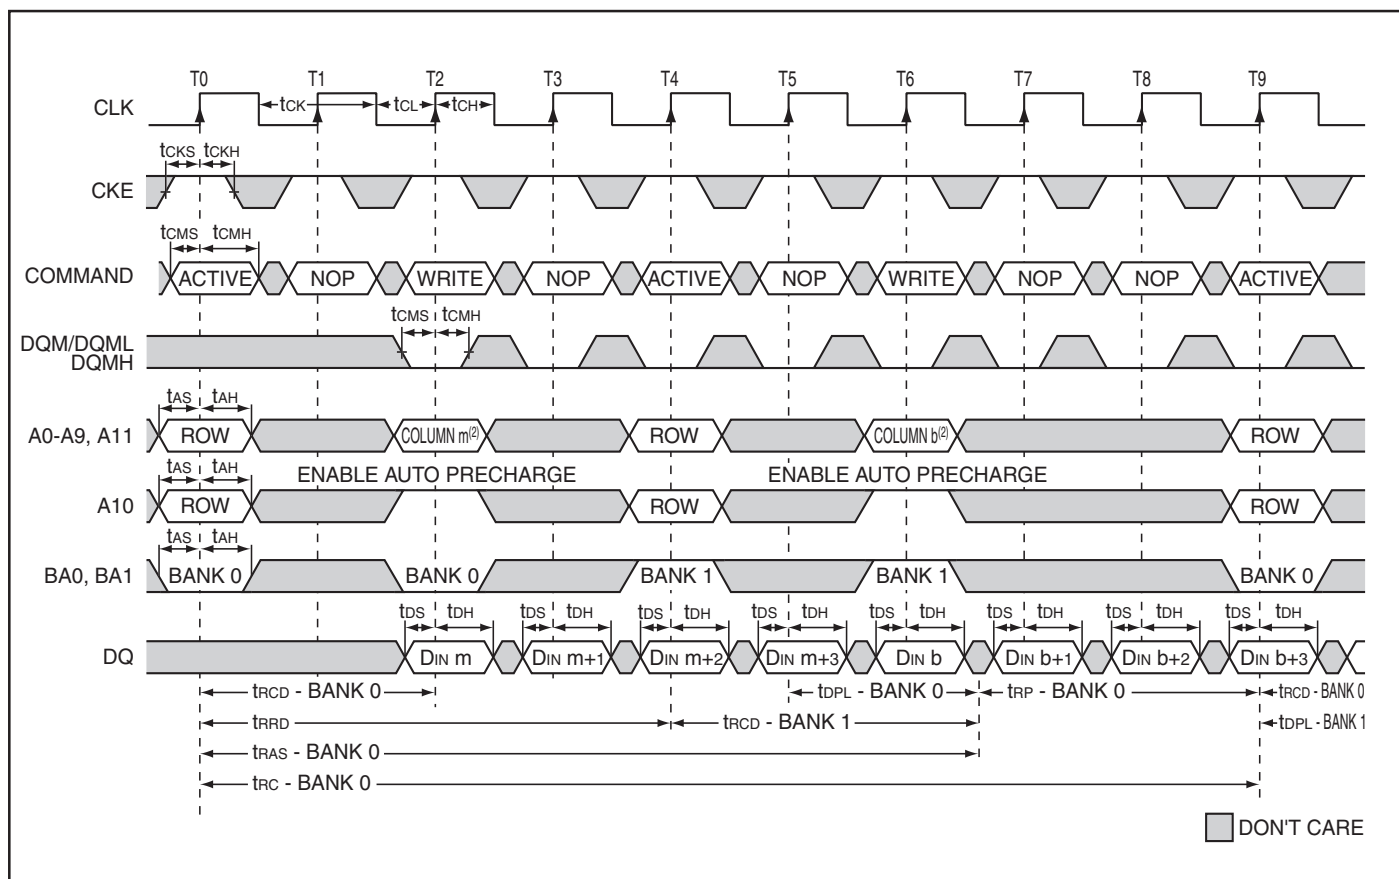 T0 T1 T2 T3 T4 T5 T6 T7 T8 T9
CLK tCK tCL tCH
tCKS tCKH
CKE
tCMS tCMH
COMMAND ACTIVE NOP WRITE NOP ACTIVE NOP WRITE NOP NOP ACTIVE
tCMS tCMH
DQM/DQML
DQMH
tAS tAH
A0-A9, A11 ROW COLUMN m(2) ROW COLUMN b(2) ROW
tAS tAH ENABLE AUTO PRECHARGE ENABLE AUTO PRECHARGE
A10 ROW ROW ROW
tAS tAH
BA0, BA1 BANK 0 BANK 0 BANK 1 BANK 1 BANK 0
tDS tDH tDS tDH tDS tDH tDS tDH tDS tDH tDS tDH tDS tDH tDS tDH
DQ DIN m DIN m+1 DIN m+2 DIN m+3 DIN b DIN b+1 DIN b+2 DIN b+3
tRCD - BANK 0 tDPL - BANK 0 tRP - BANK 0 tRCD - BANK 0
tRRD tRCD - BANK 1 tDPL - BANK 1
tRAS - BANK 0
tRC - BANK 0
DON'T CARE